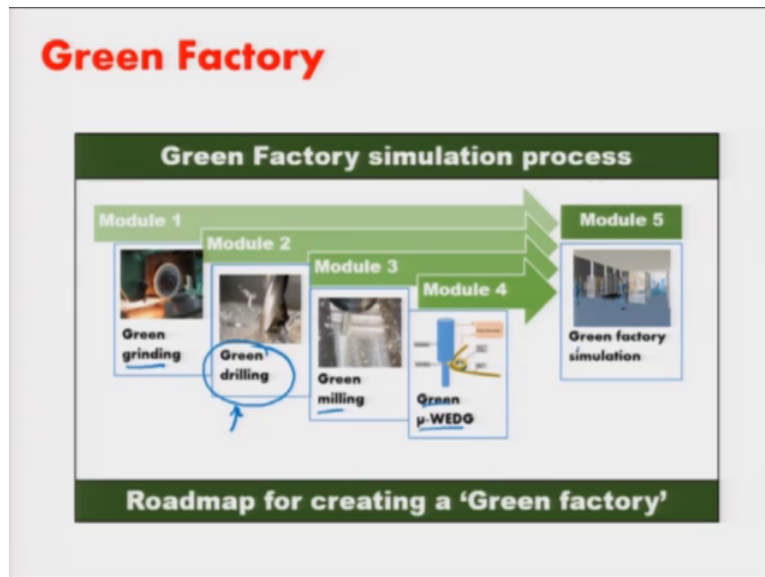 Green Factory
Green Factory simulation process
Module 1
Module 2
Module 3
Module 4
Module 5
Green
grinding
Green
drilling
Green
milling
Green
μ-WEDG
Green factory
simulation
Roadmap for creating a ‘Green factory’